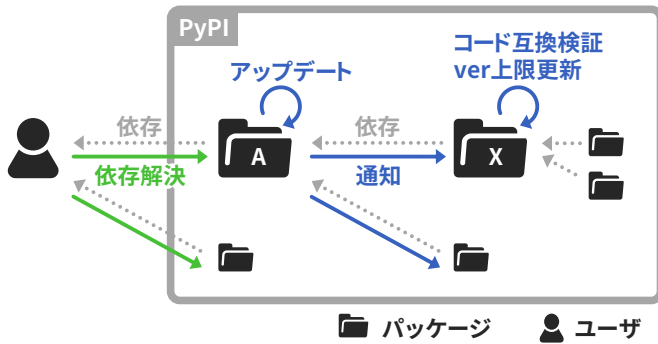 PyPI
コード互換検証
ver上限更新
アップデート
依存
依存
A
X
依存解決
通知
パッケージ
ユーザ